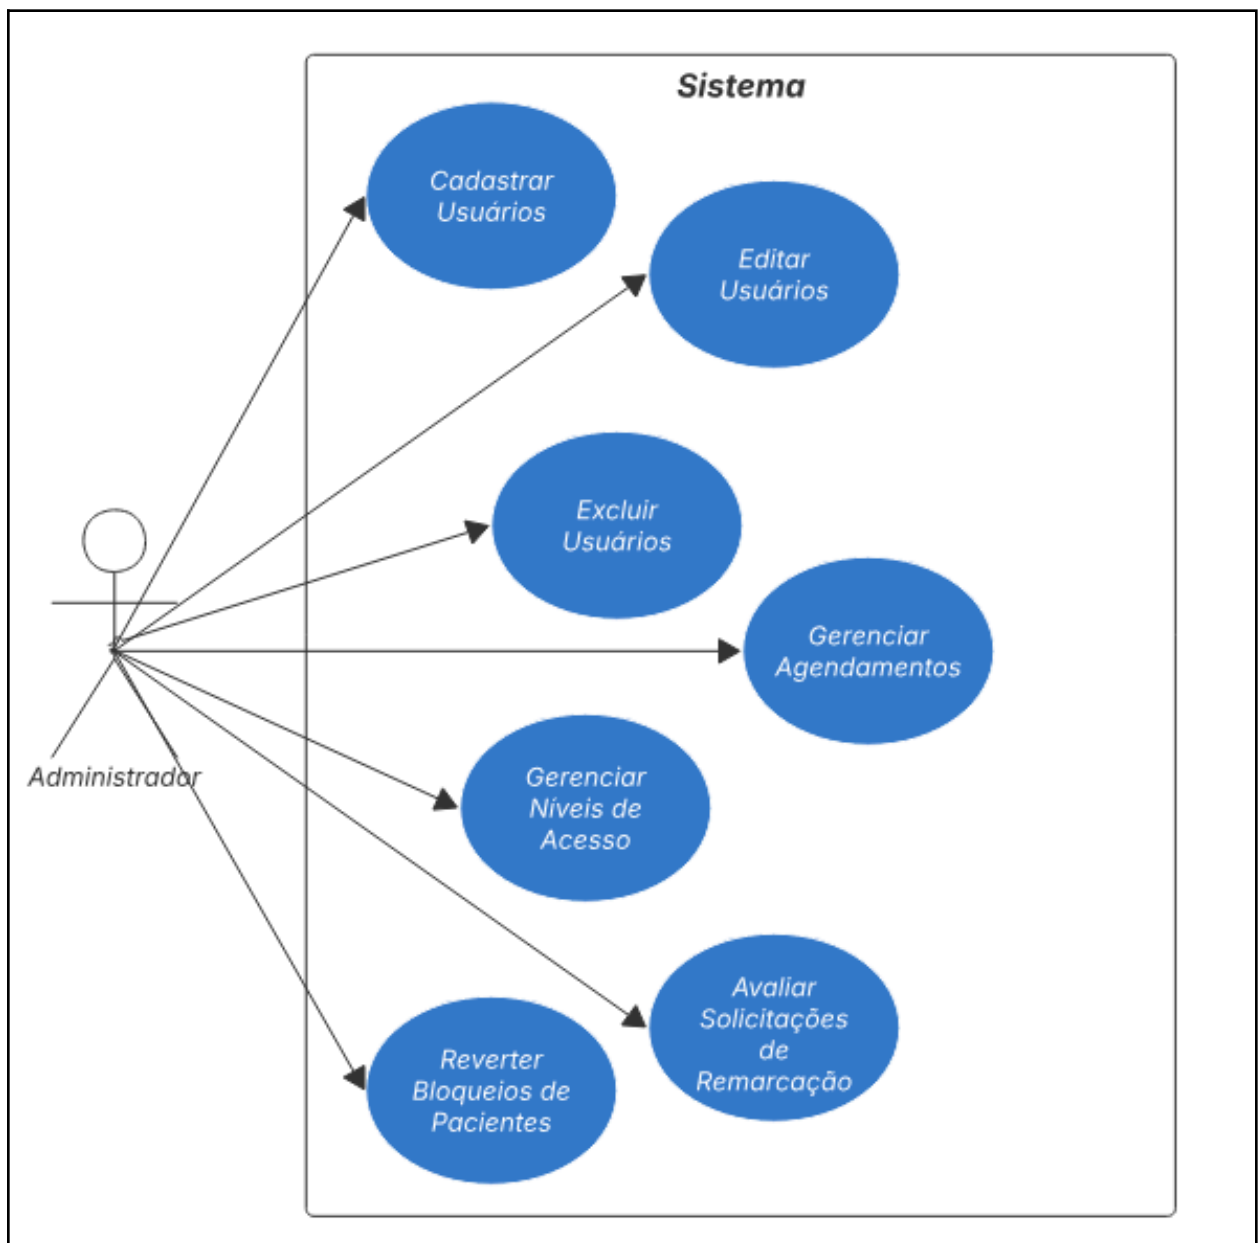 Sistema
Cadastrar
Usuários
Editar
Usuários
Excluir
Usuários
Gerenciar
Agendamentos
Administrador
Gerenciar
Níveis de
Acesso
Avaliar
Solicitações
de
Remarcação
Reverter
Bloqueios de
Pacientes